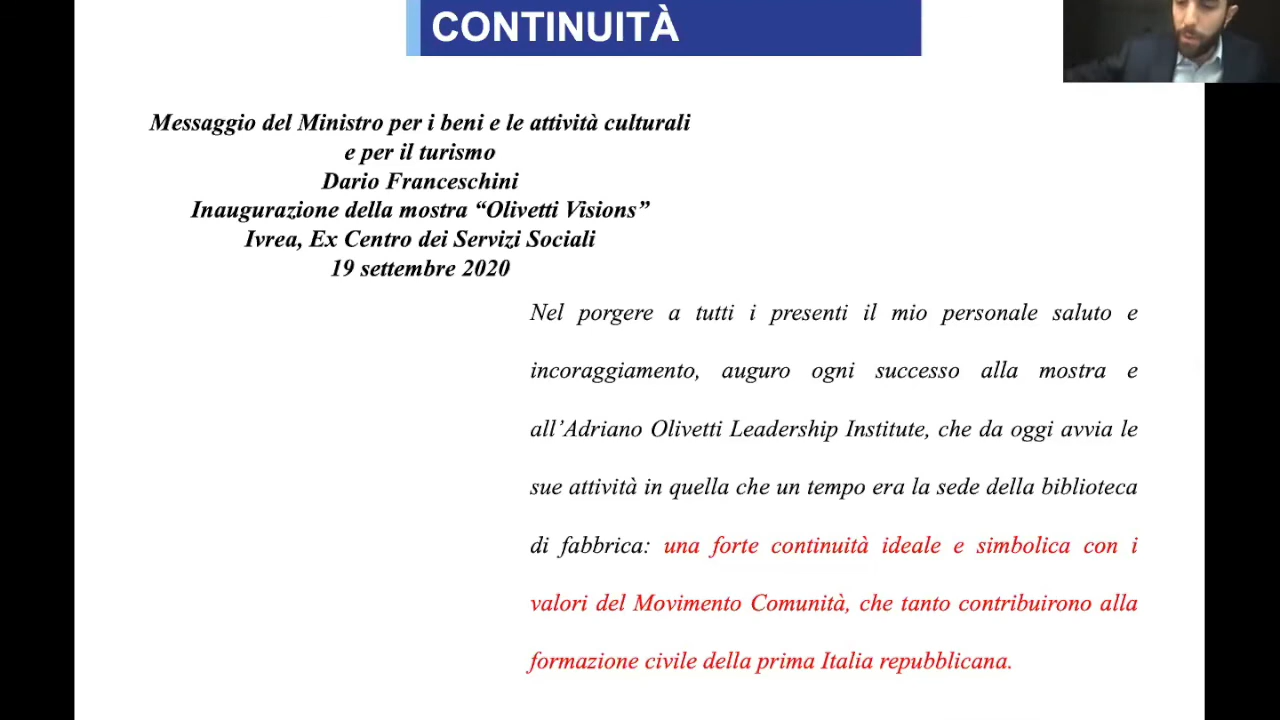 CONTINUITÀ
Messaggio del Ministro per i beni e le attività culturali
e per il turismo
Dario Franceschini
Inaugurazione della mostra “Olivetti Visions”
Ivrea, Ex Centro dei Servizi Sociali
19 settembre 2020
Nel porgere a tutti i presenti il mio personale saluto e
incoraggiamento, auguro ogni successo alla mostra e
all’Adriano Olivetti Leadership Institute, che da oggi avvia le
sue attività in quella che un tempo era la sede della biblioteca
di fabbrica: una forte continuità ideale e simbolica con i
valori del Movimento Comunità, che tanto contribuirono alla
formazione civile della prima Italia repubblicana.